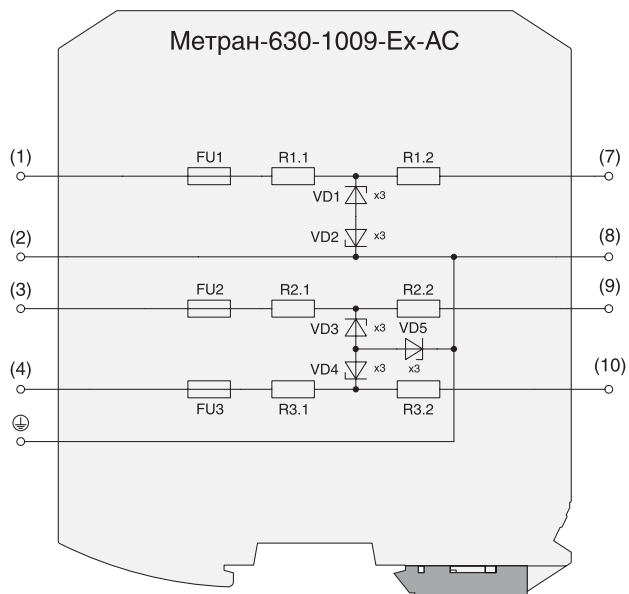 Метран-630-1009-Ex-AC
(1) FU1 R1.1 R1.2 (7)
VD1 x3
(2) VD2 x3 (8)
(3) FU2 R2.1 R2.2 (9)
VD3 x3 VD5
(4) VD4 x3 x3 (10)
FU3 R3.1 R3.2